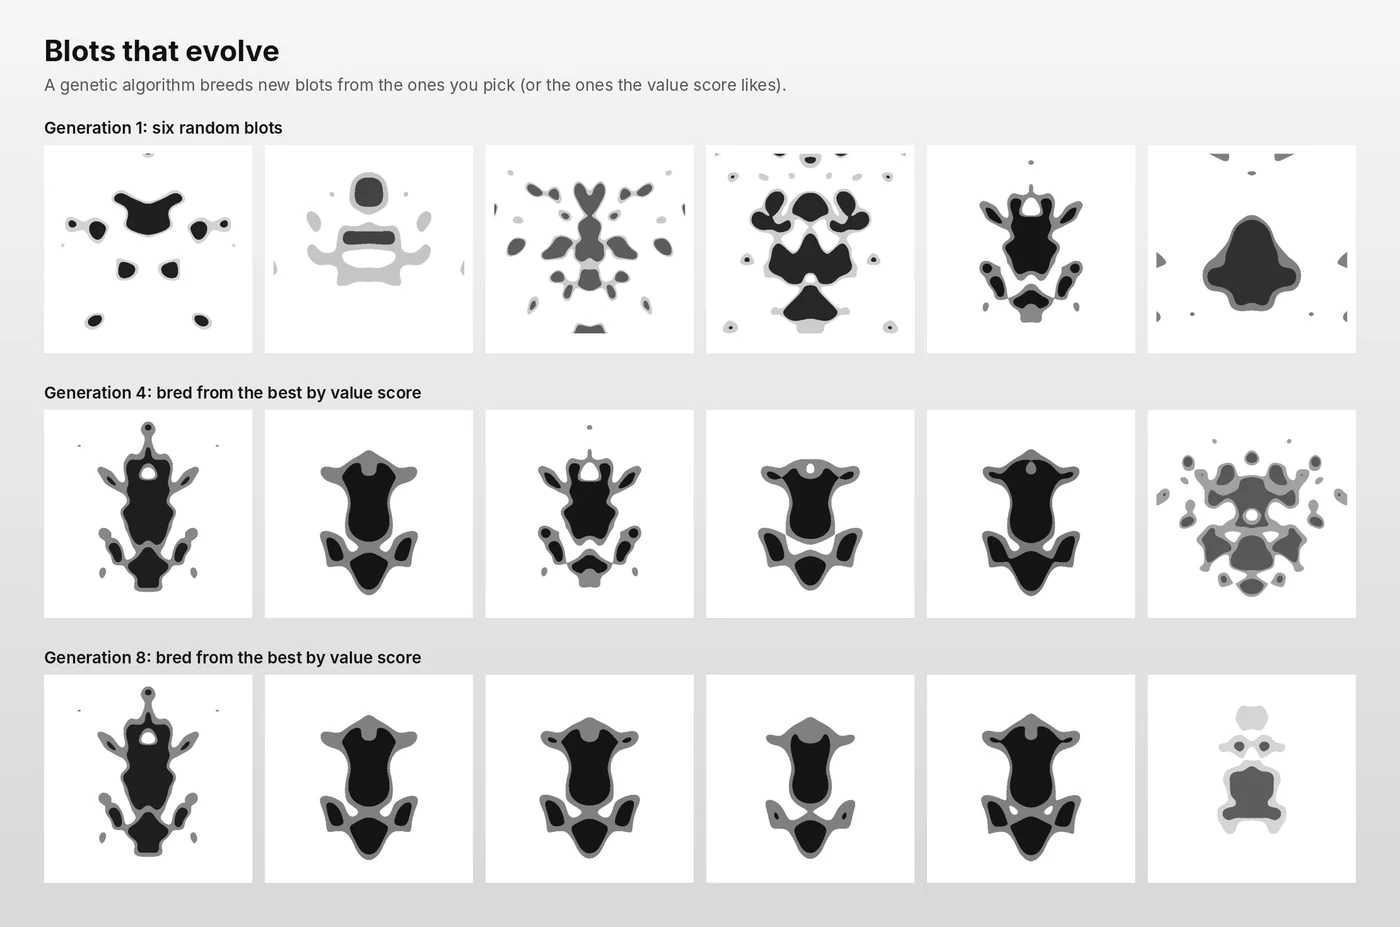 Blots that evolve
A genetic algorithm breeds new blots from the ones you pick (or the ones the value score likes).
Generation 1: six random blots
Generation 4: bred from the best by value score
Generation 8: bred from the best by value score